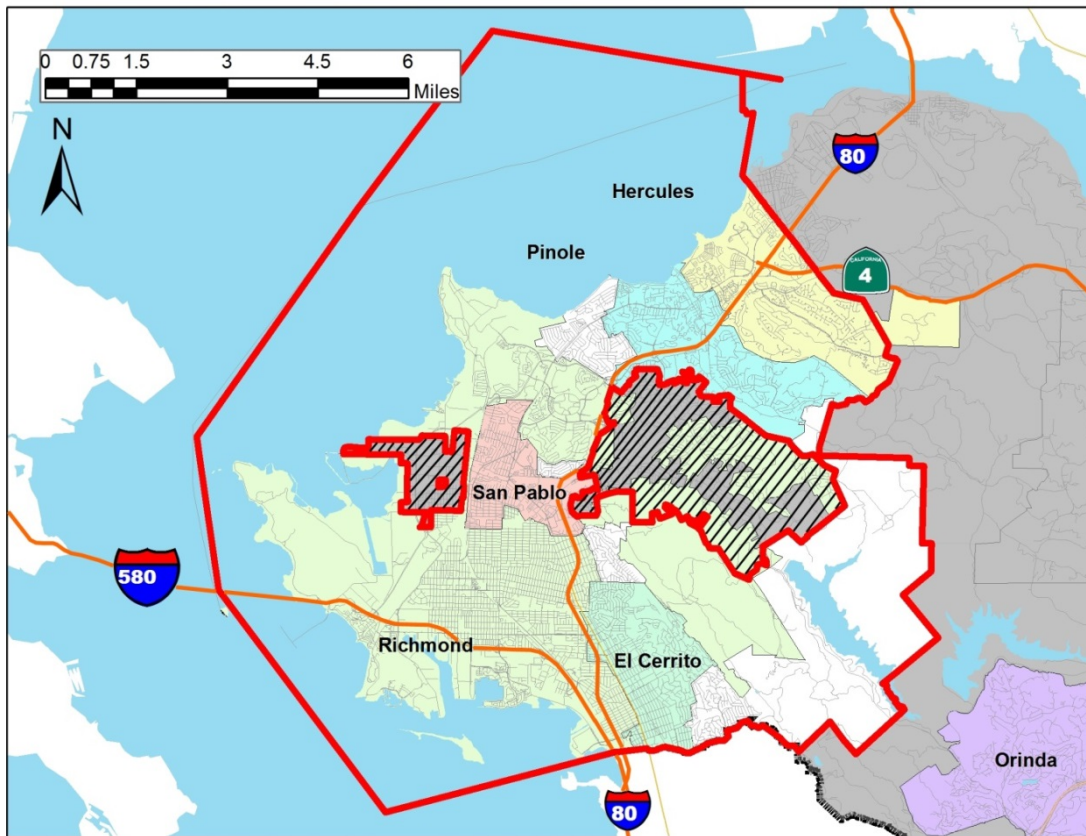 0 0.75 1.5 3 4.5 6
Miles
N
80
Hercules
Pinole
CALIFORNIA
4
San Pablo
580
Richmond
El Cerrito
Orinda
80